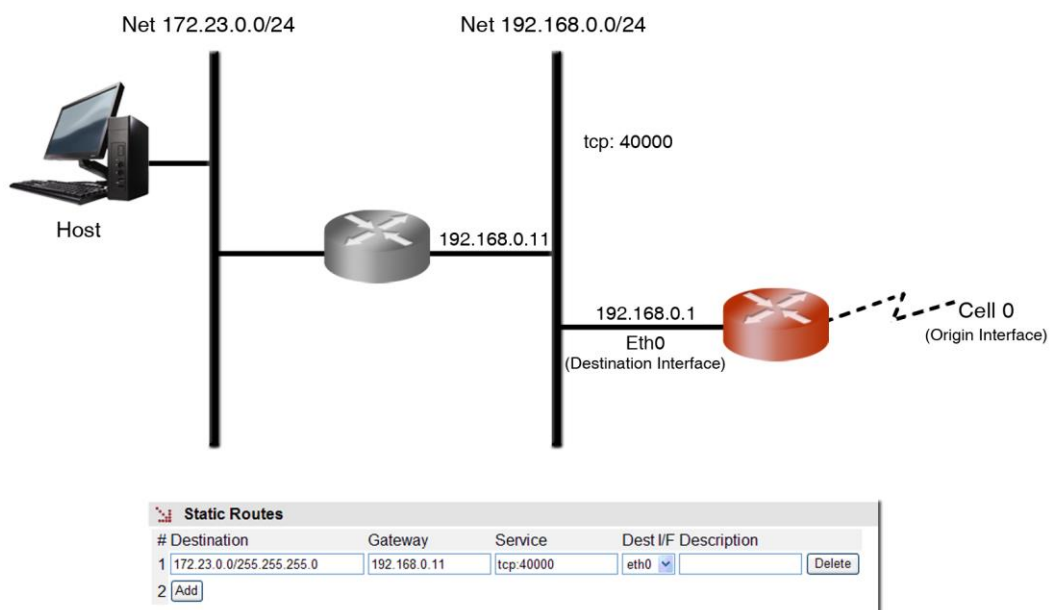 Net 172.23.0.0/24
Net 192.168.0.0/24
tcp: 40000
Host
192.168.0.11
192.168.0.1
Eth0
(Destination Interface)
Cell 0
(Origin Interface)
Static Routes
# Destination Gateway Service Dest I/F Description
1 172.23.0.0/255.255.255.0 192.168.0.11 tcp:40000 eth0 Delete
2 Add